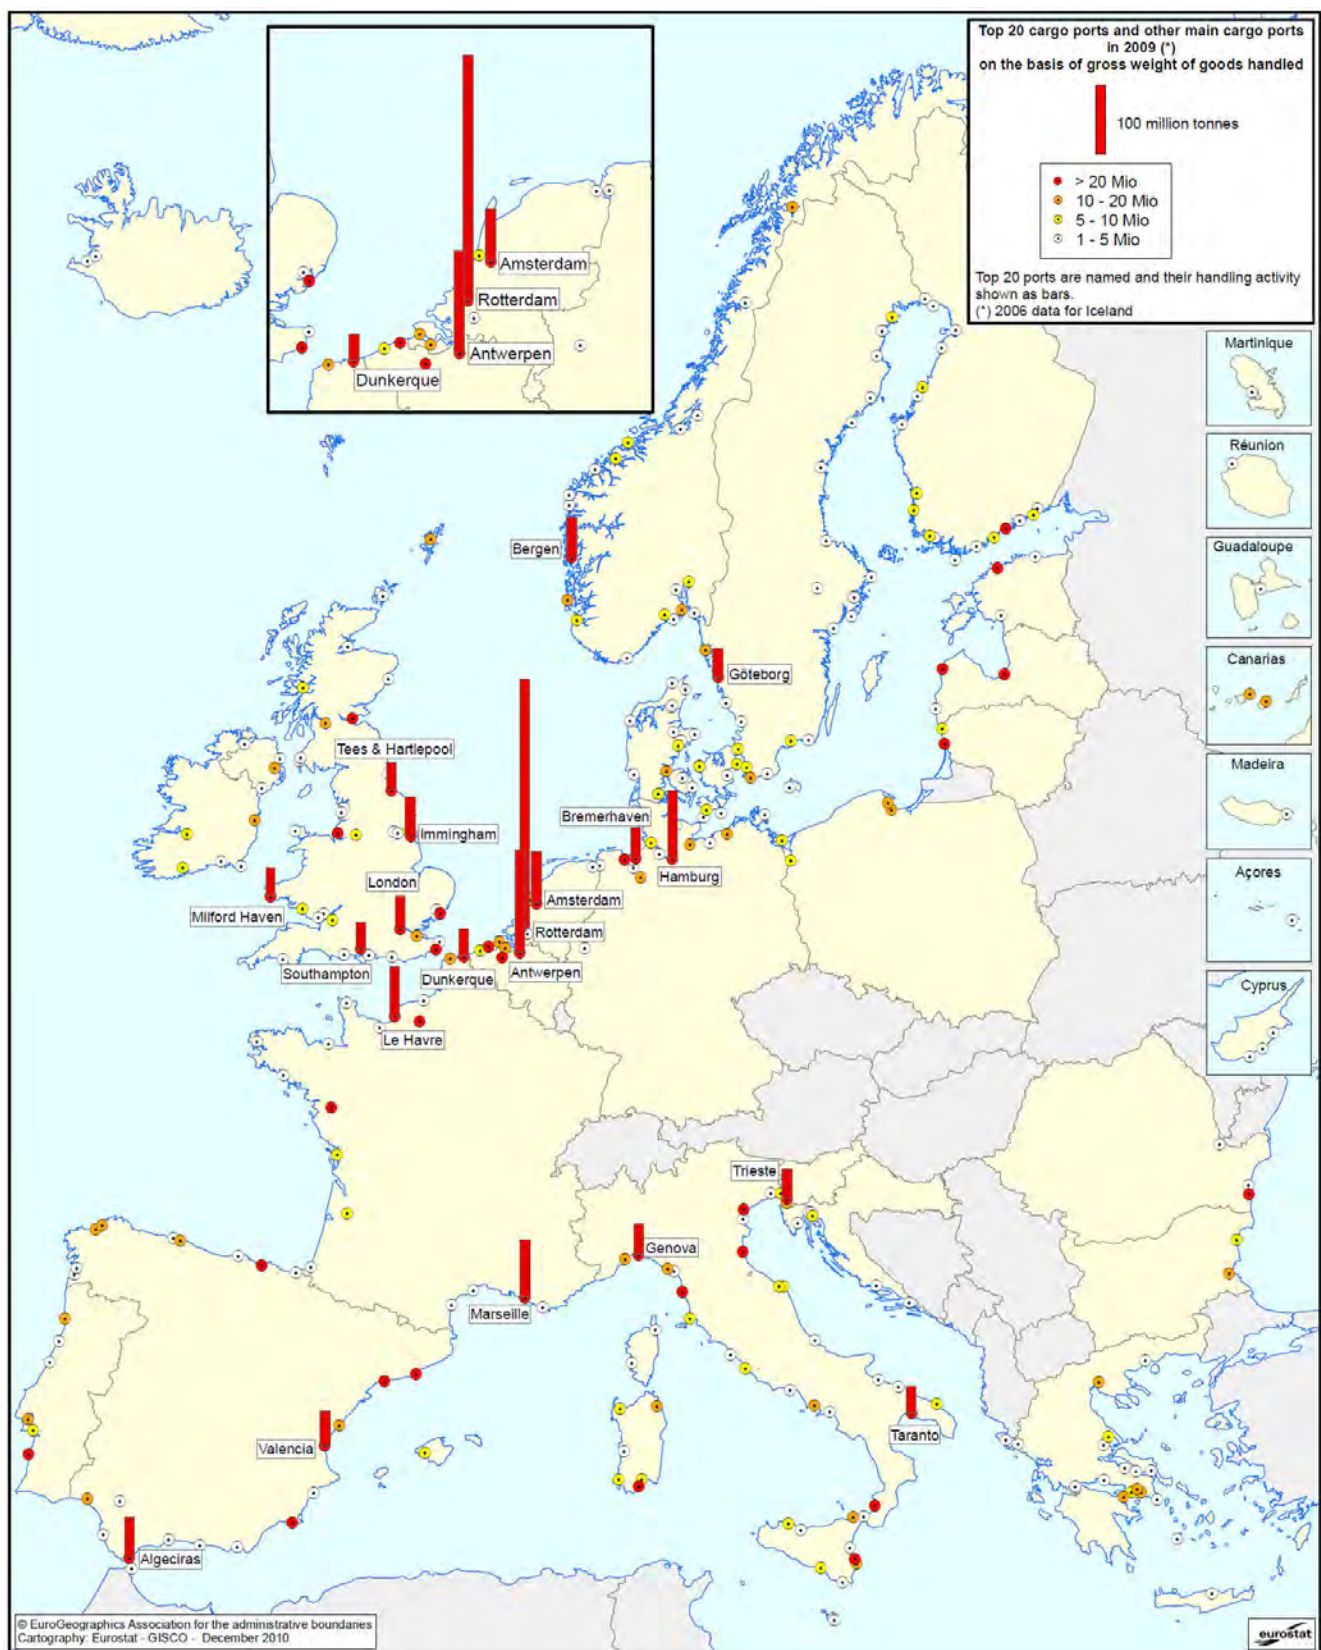 Top 20 cargo ports and other main cargo ports
in 2009 (*)
on the basis of gross weight of goods handled
100 million tonnes
> 20 Mio
10 - 20 Mio
5 - 10 Mio
1 - 5 Mio
Top 20 ports are named and their handling activity
shown as bars.
(*) 2006 data for Iceland
Amsterdam
Rotterdam
Antwerpen
Dunkerque
Martinique
Réunion
Guadaloupe
Canarias
Madeira
Açores
Cyprus
Bergen
Göteborg
Tees & Hartlepool
Immingham
Bremerhaven
Hamburg
London
Milford Haven
Amsterdam
Rotterdam
Antwerpen
Southampton
Dunkerque
Le Havre
Trieste
Genova
Marseille
Valencia
Taranto
Algeciras
© EuroGeographics Association for the administrative boundaries
Cartography: Eurostat - GISCO - December 2010
eurostat